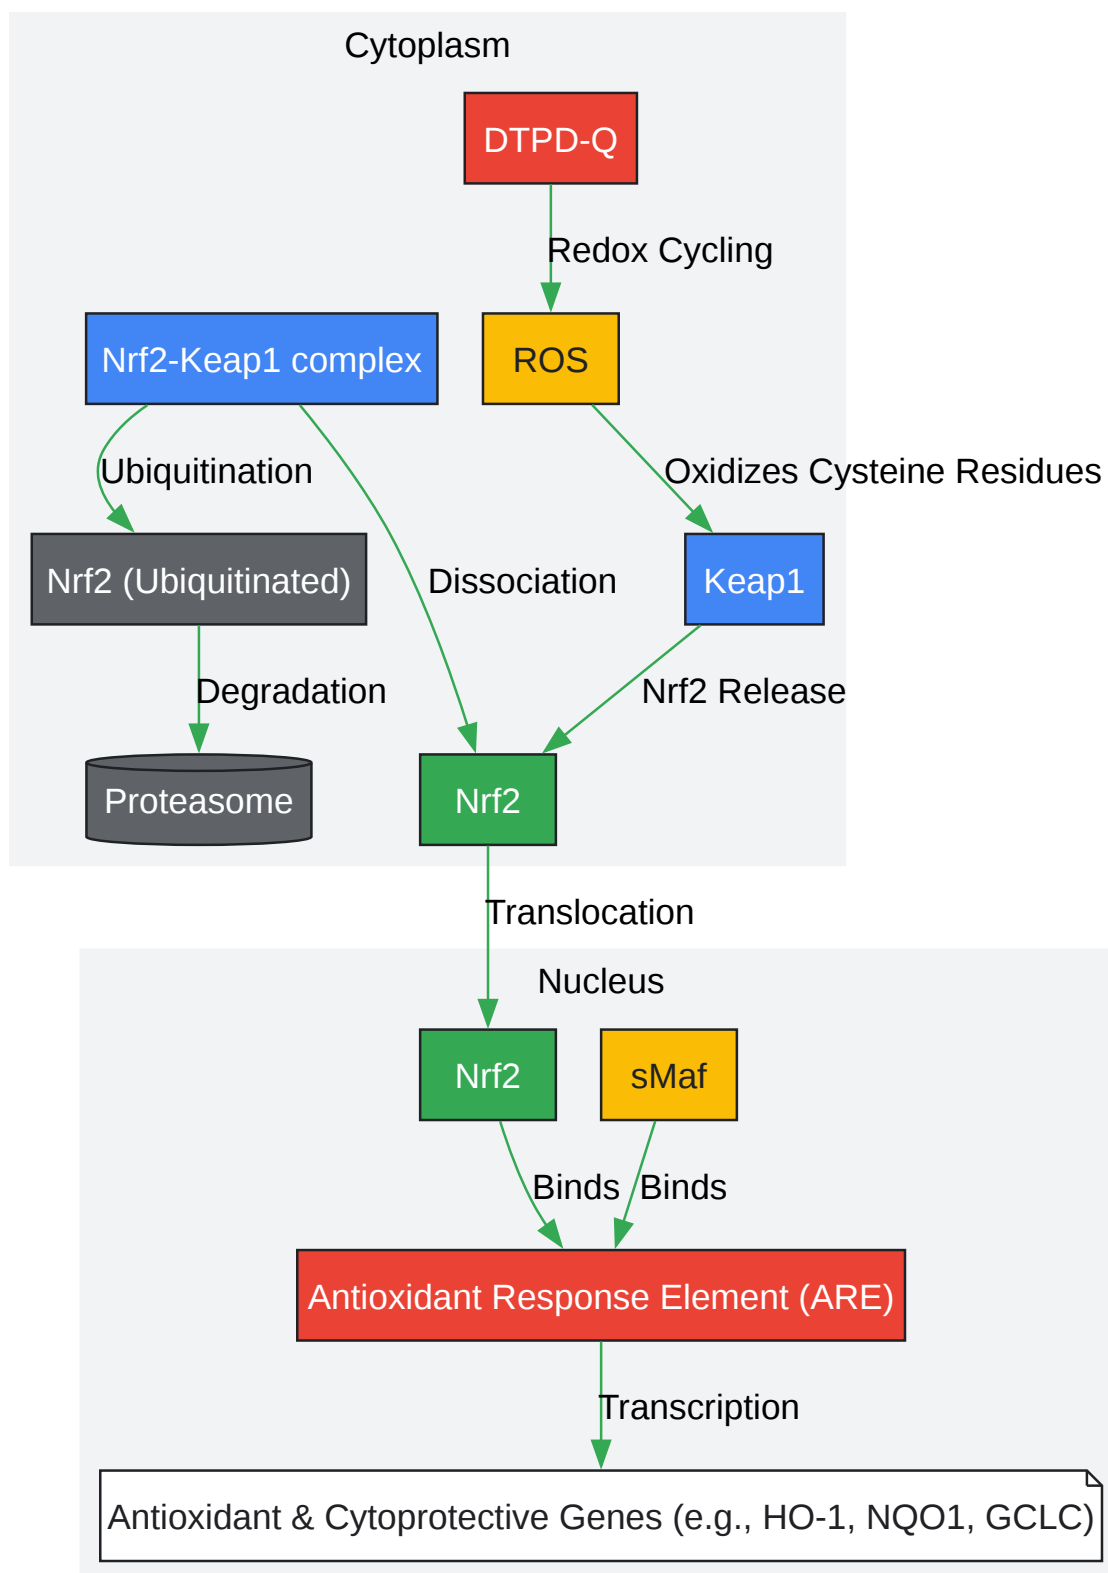 Cytoplasm
DTPD-Q
Redox Cycling
Nrf2-Keap1 complex
ROS
Ubiquitination
Oxidizes Cysteine Residues
Nrf2 (Ubiquitinated)
Dissociation
Keap1
Degradation
Nrf2 Release
Proteasome
Nrf2
Translocation
Nucleus
Nrf2
sMaf
Binds
Binds
Antioxidant Response Element (ARE)
Transcription
Antioxidant & Cytoprotective Genes (e.g., HO-1, NQO1, GCLC)